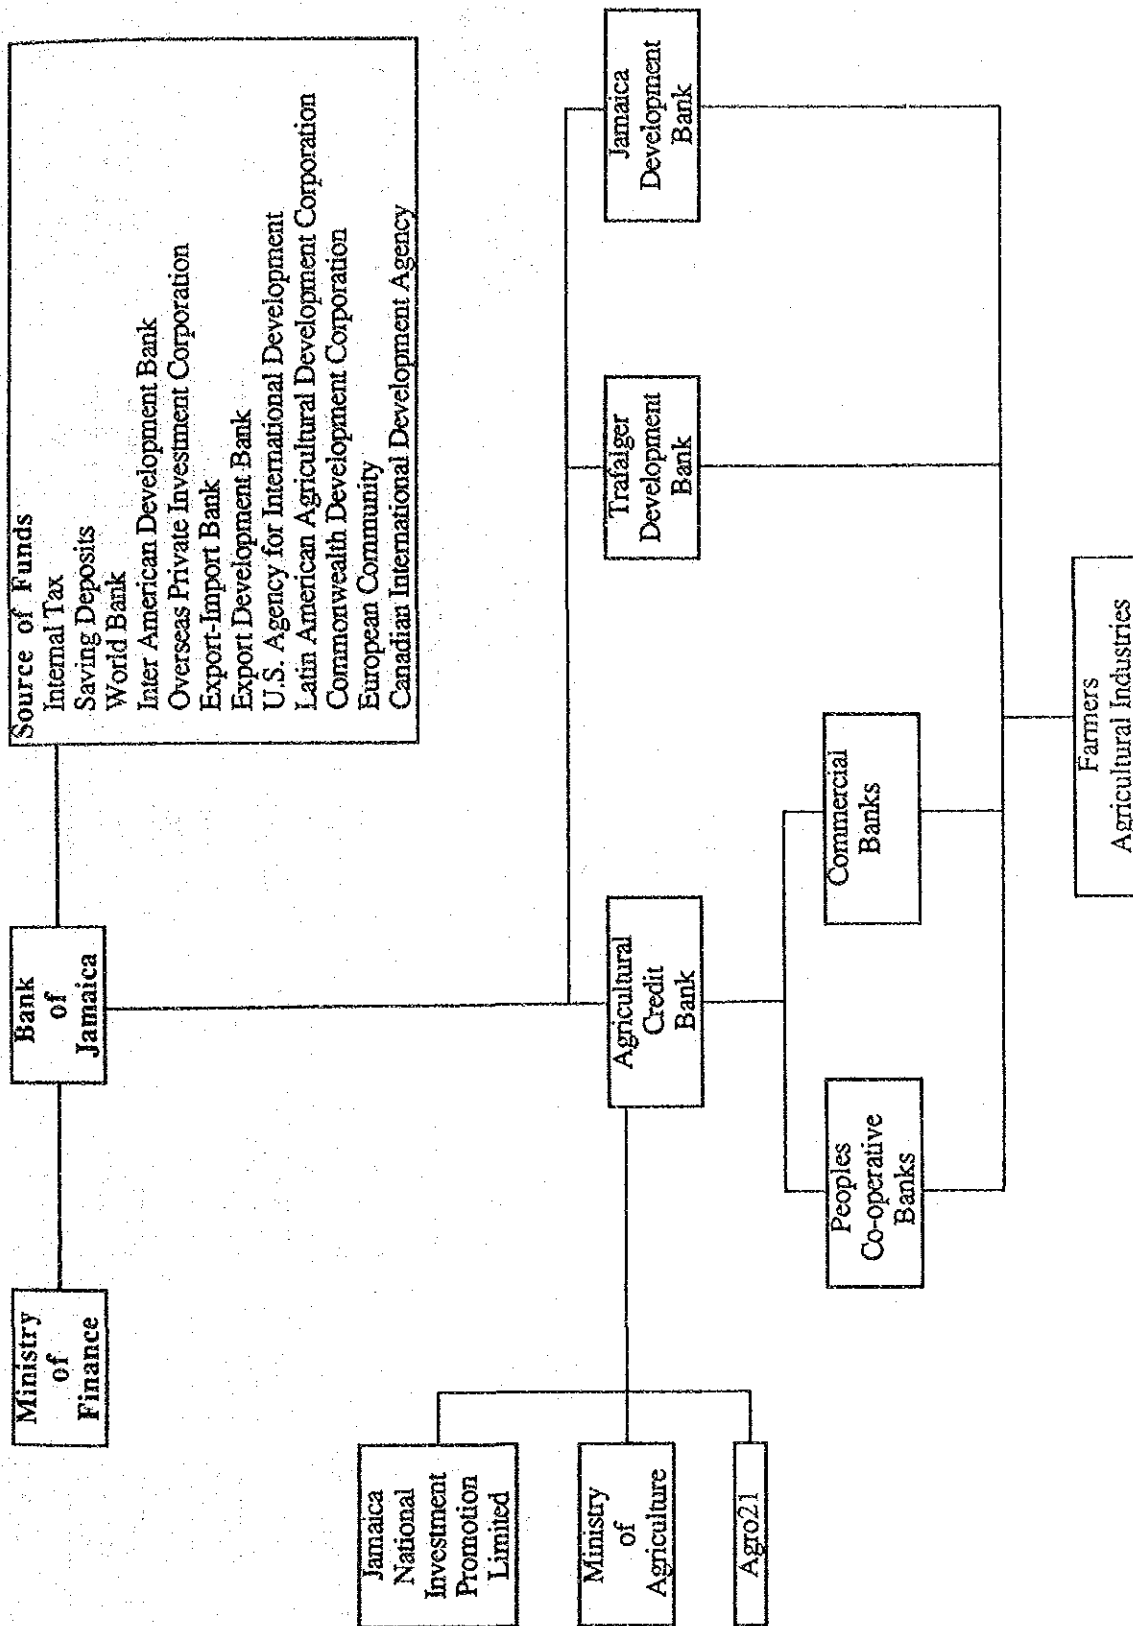 Ministry
of
Finance
Bank
of
Jamaica
Source of Funds
Internal Tax
Saving Deposits
World Bank
Inter American Development Bank
Overseas Private Investment Corporation
Export-Import Bank
Export Development Bank
U.S. Agency for International Development
Latin American Agricultural Development Corporation
Commonwealth Development Corporation
European Community
Canadian International Development Agency
Jamaica
National
Investment
Promotion
Limited
Ministry
of
Agriculture
Agro21
Agricultural
Credit
Bank
Trafalger
Development
Bank
Jamaica
Development
Bank
Peoples
Co-operative
Banks
Commercial
Banks
Farmers
Agricultural Industries